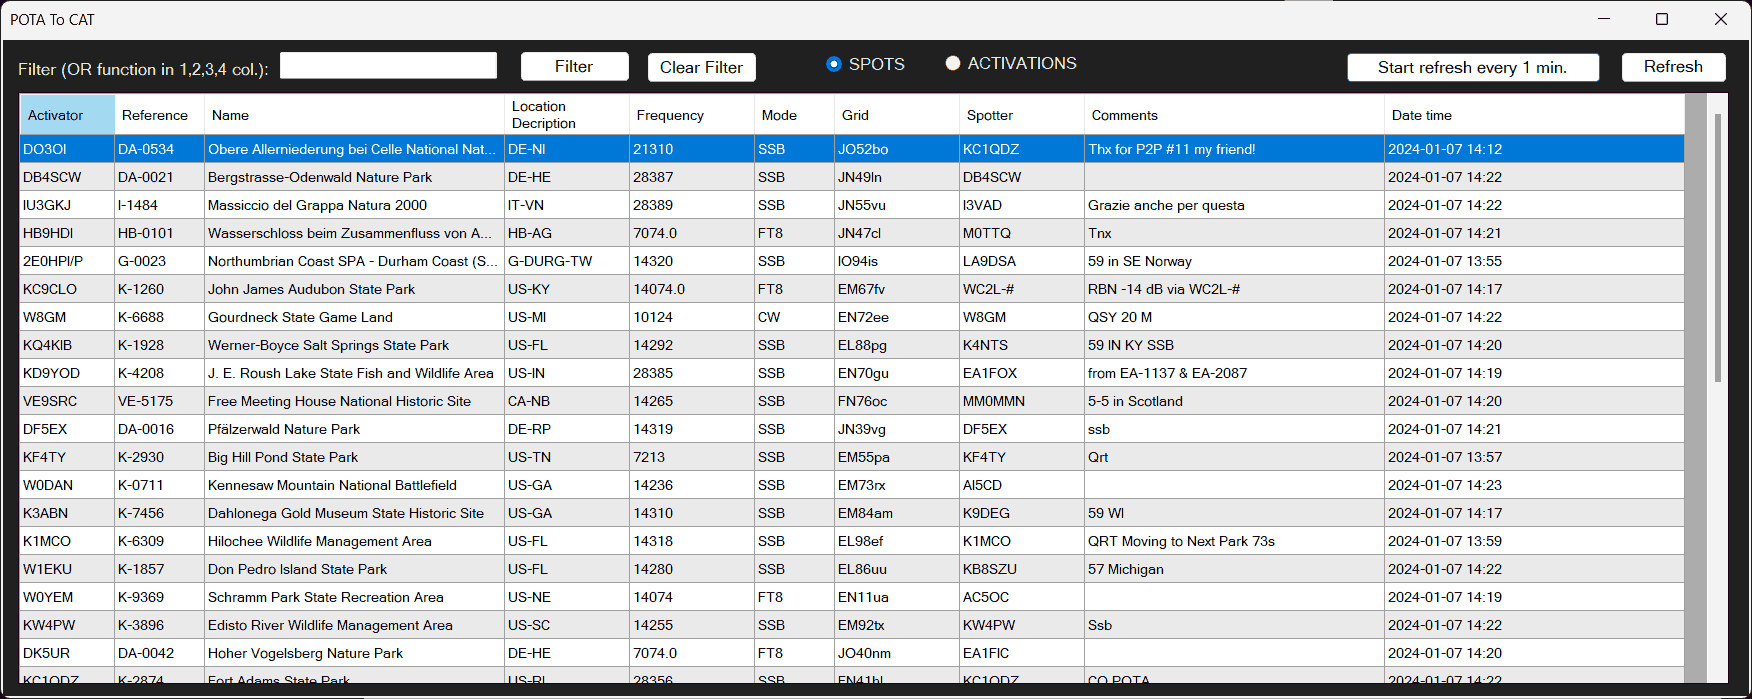 POTA To CAT
Filter (OR function in 1,2,3,4 col.): Filter Clear Filter SPOTS ACTIVATIONS Start refresh every 1 min. Refresh
Activator Reference Name Location Decription Frequency Mode Grid Spotter Comments Date time
DO3OI DA-0534 Obere Allerniederung bei Celle National Nat... DE-NI 21310 SSB JO52bo KC1QDZ Thx for P2P #11 my friend! 2024-01-07 14:12
DB4SCW DA-0021 Bergstrasse-Odenwald Nature Park DE-HE 28387 SSB JN49ln DB4SCW 2024-01-07 14:22
IU3GKJ I-1484 Massiccio del Grappa Natura 2000 IT-VN 28389 SSB JN55vu I3VAD Grazie anche per questa 2024-01-07 14:22
HB9HDI HB-0101 Wasserschloss beim Zusammenfluss von A... HB-AG 7074.0 FT8 JN47cl M0TTQ Tnx 2024-01-07 14:21
2E0HPI/P G-0023 Northumbrian Coast SPA - Durham Coast (S... G-DURG-TW 14320 SSB IO94is LA9DSA 59 in SE Norway 2024-01-07 13:55
KC9CLO K-1260 John James Audubon State Park US-KY 14074.0 FT8 EM67fv WC2L-# RBN -14 dB via WC2L-# 2024-01-07 14:17
W8GM K-6688 Gourdneck State Game Land US-MI 10124 CW EN72ee W8GM QSY 20 M 2024-01-07 14:22
KQ4KIB K-1928 Werner-Boyce Salt Springs State Park US-FL 14292 SSB EL88pg K4NTS 59 IN KY SSB 2024-01-07 14:20
KD9YOD K-4208 J. E. Roush Lake State Fish and Wildlife Area US-IN 28385 SSB EN70gu EA1FOX from EA-1137 & EA-2087 2024-01-07 14:19
VE9SRC VE-5175 Free Meeting House National Historic Site CA-NB 14265 SSB FN76oc MM0MMN 5-5 in Scotland 2024-01-07 14:20
DF5EX DA-0016 Pfälzerwald Nature Park DE-RP 14319 SSB JN39vg DF5EX ssb 2024-01-07 14:21
KF4TY K-2930 Big Hill Pond State Park US-TN 7213 SSB EM55pa KF4TY Qrt 2024-01-07 13:57
W0DAN K-0711 Kennesaw Mountain National Battlefield US-GA 14236 SSB EM73rx AI5CD 2024-01-07 14:23
K3ABN K-7456 Dahlonega Gold Museum State Historic Site US-GA 14310 SSB EM84am K9DEG 59 WI 2024-01-07 14:17
K1MCO K-6309 Hilochee Wildlife Management Area US-FL 14318 SSB EL98ef K1MCO QRT Moving to Next Park 73s 2024-01-07 13:59
W1EKU K-1857 Don Pedro Island State Park US-FL 14280 SSB EL86uu KB8SZU 57 Michigan 2024-01-07 14:22
W0YEM K-9369 Schramm Park State Recreation Area US-NE 14074 FT8 EN11ua AC5OC 2024-01-07 14:19
KW4PW K-3896 Edisto River Wildlife Management Area US-SC 14255 SSB EM92tx KW4PW Ssb 2024-01-07 14:22
DK5UR DA-0042 Hoher Vogelsberg Nature Park DE-HE 7074.0 FT8 JO40nm EA1FIC 2024-01-07 14:20
KC1QDZ K-2874 Fort Adams State Park US-RI 28356 SSB FN41hl KC1QDZ CQ POTA 2024-01-07 14:22